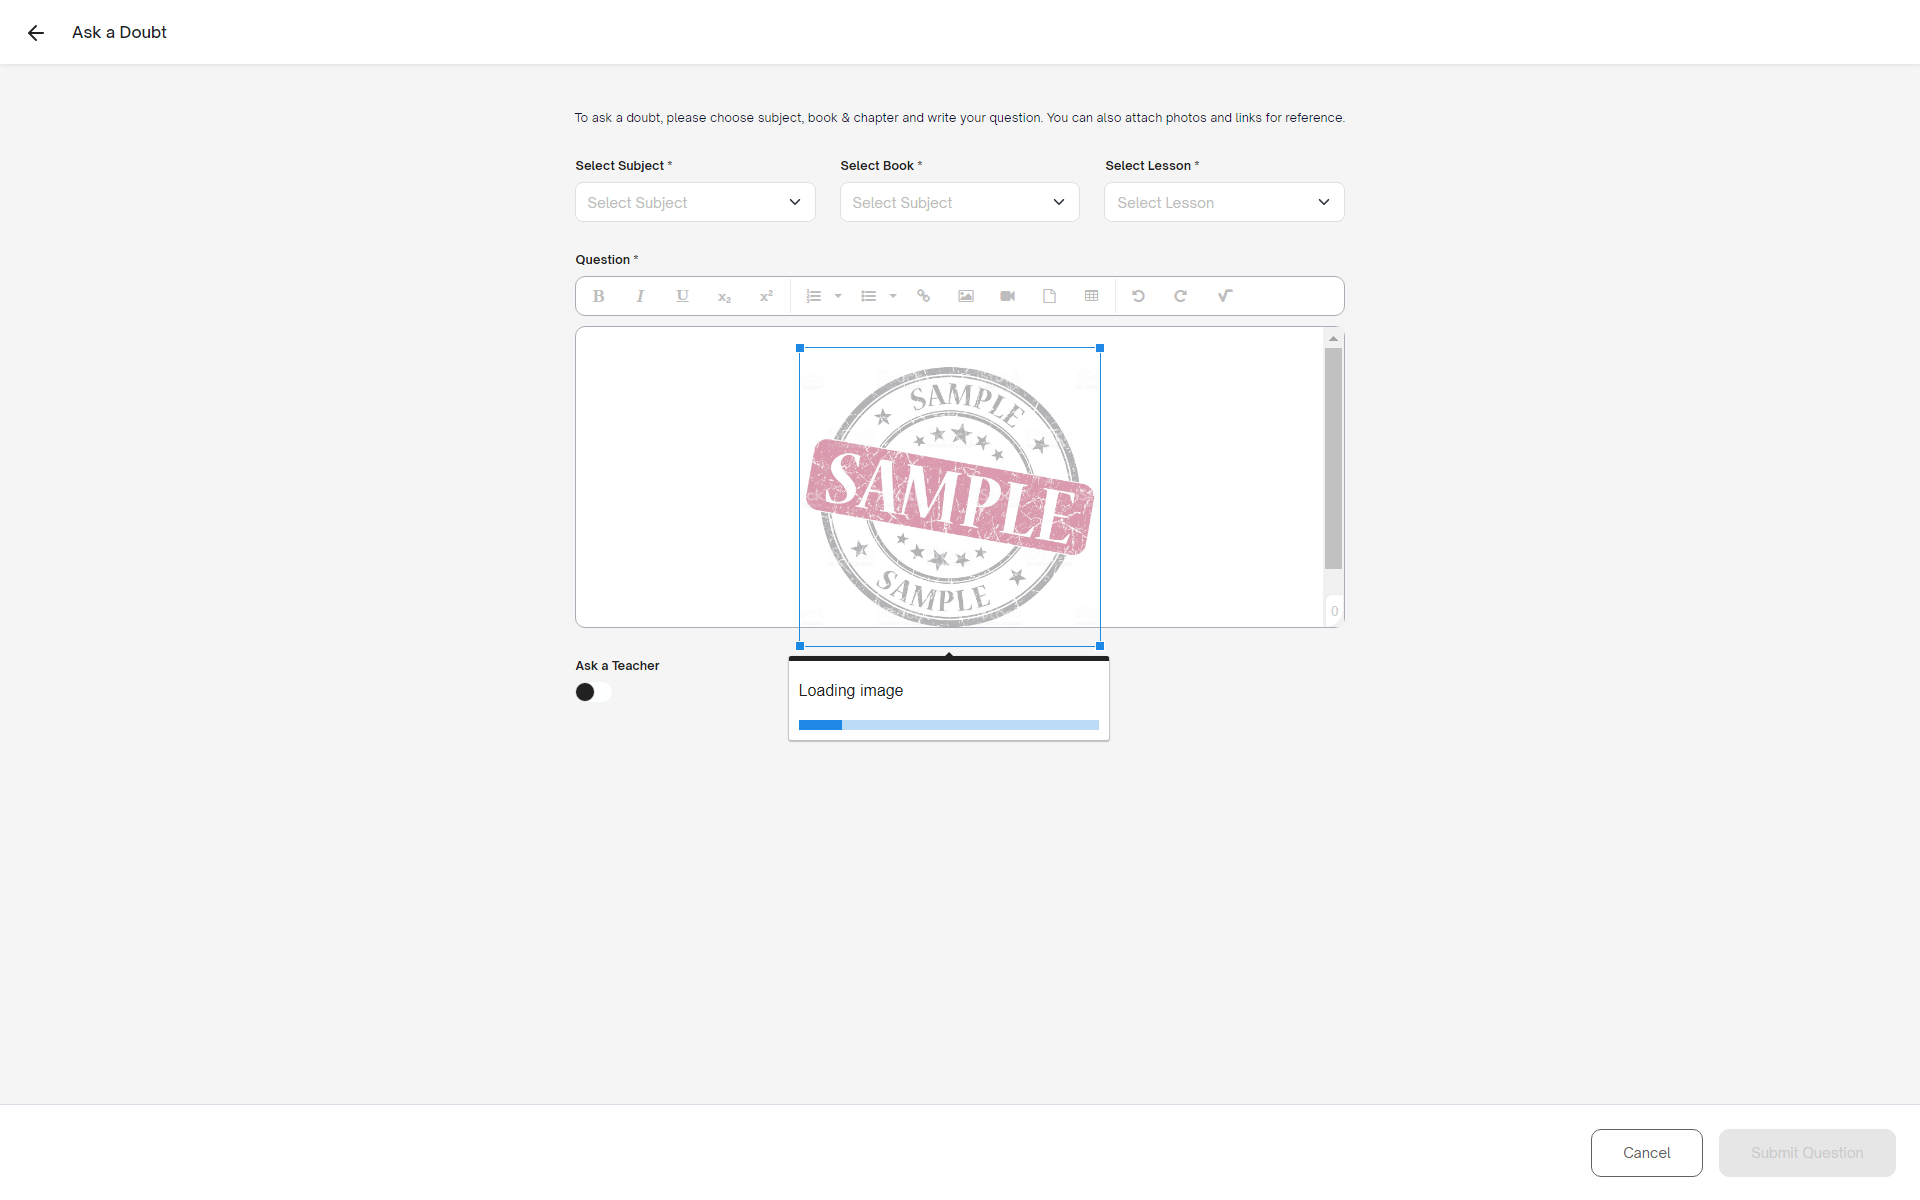 Ask a Doubt
To ask a doubt, please choose subject, book & chapter and write your question. You can also attach photos and links for reference.
Select Subject * Select Book * Select Lesson *
Select Subject Select Subject Select Lesson
Question *
B I U x₂ x²
SAMPLE
SAMPLE
SAMPLE
0
Ask a Teacher
Loading image
Cancel Submit Question